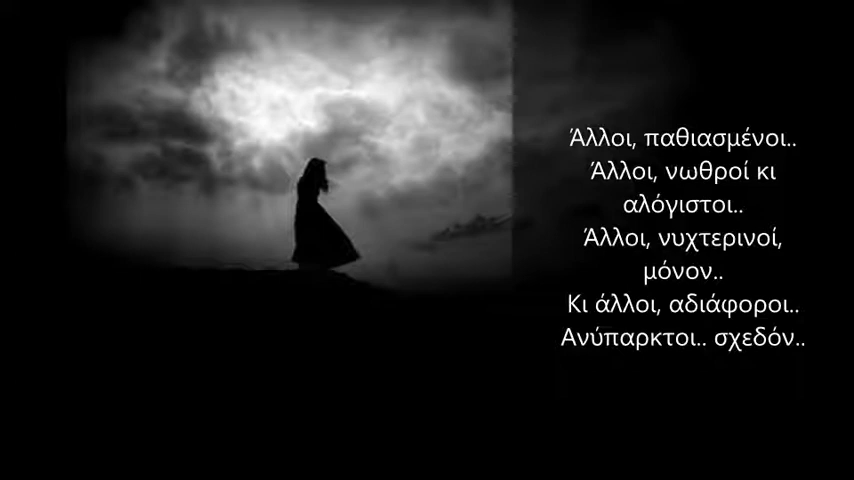 Άλλοι, παθιασμένοι..
Άλλοι, νωθροί κι
αλόγιστοι..
Άλλοι, νυχτερινοί,
μόνον..
Κι άλλοι, αδιάφοροι..
Ανύπαρκτοι.. σχεδόν..